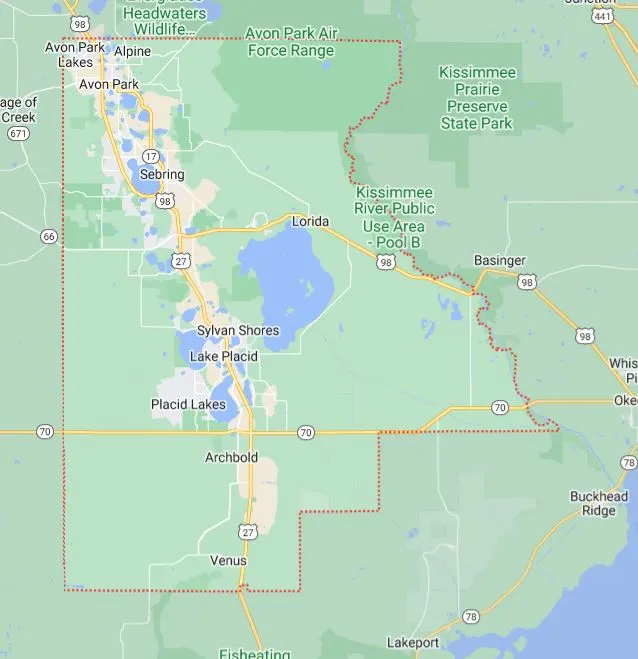 Everglades
Headwaters
Wildlife...
Junction
441
98
Avon Park
Lakes
Alpine
Avon Park Air
Force Range
Avon Park
Kissimmee
Prairie
Preserve
State Park
age of
Creek
671
17
Sebring
98
Kissimmee
River Public
Use Area
- Pool B
Lorida
66
27
98
Basinger
98
Sylvan Shores
98
Lake Placid
Whis
Pi
Placid Lakes
70
Oke
70
70
Archbold
78
Buckhead
Ridge
27
Venus
78
Lakeport
Fisheating